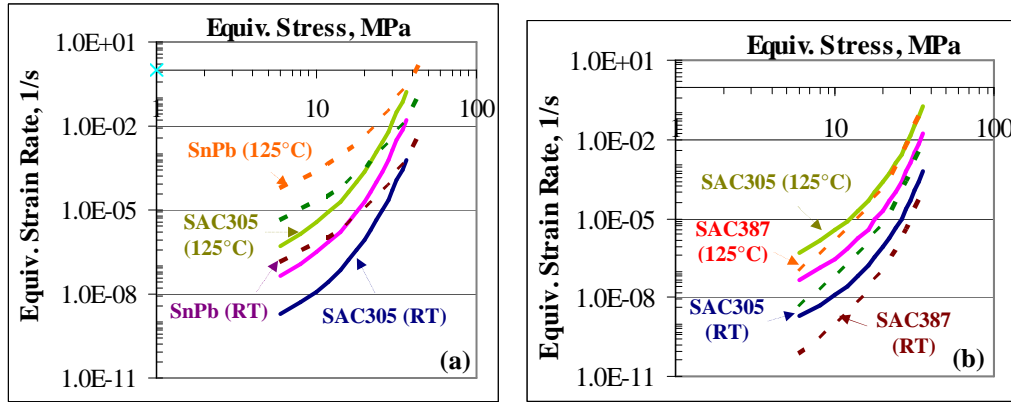 Equiv. Stress, MPa
1.0E+01
10
100
1.0E-02
SnPb (125°C)
1.0E-05
SAC305
(125°C)
1.0E-08
SnPb (RT)
SAC305 (RT)
1.0E-11
(a)
Equiv. Strain Rate, 1/s
Equiv. Stress, MPa
1.0E+01
10
100
1.0E-02
SAC305 (125°C)
1.0E-05
SAC387
(125°C)
1.0E-08
SAC305
(RT)
SAC387
(RT)
1.0E-11
(b)
Equiv. Strain Rate, 1/s